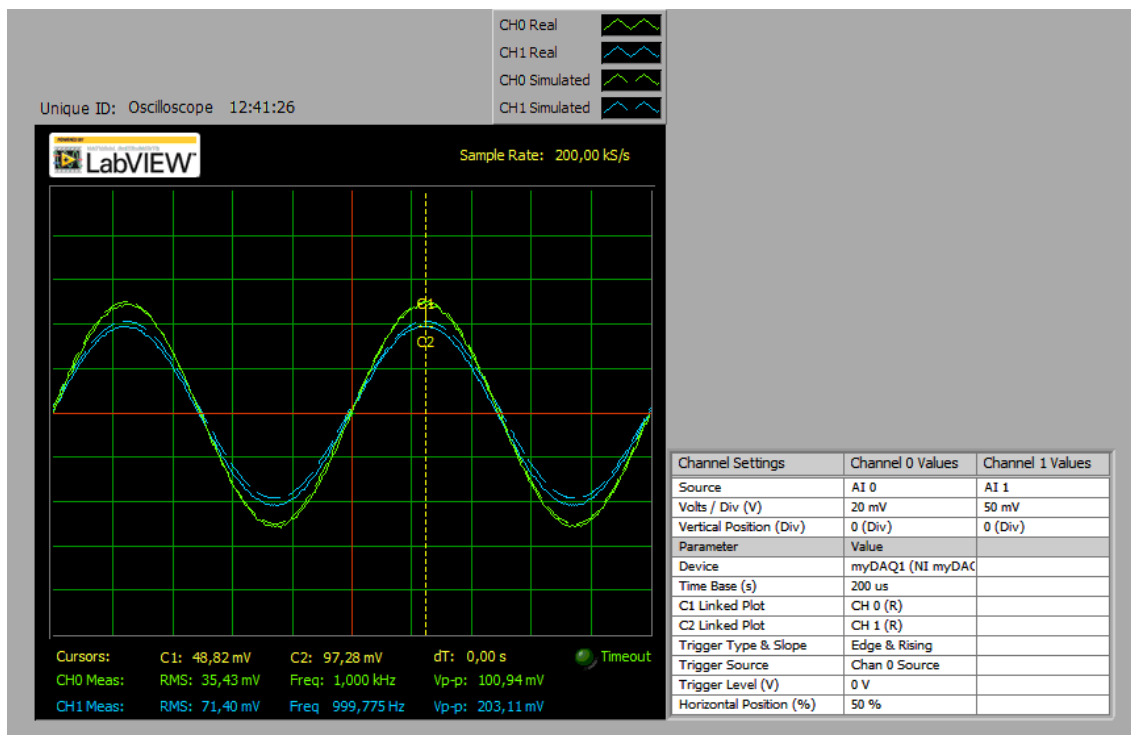 CH0 Real
CH1 Real
CH0 Simulated
CH1 Simulated
Unique ID: Oscilloscope 12:41:26
POWERED BY
NATIONAL INSTRUMENTS
LabVIEW
Sample Rate: 200,00 kS/s
C1
C2
Cursors: C1: 48,82 mV C2: 97,28 mV dT: 0,00 s Timeout
CH0 Meas: RMS: 35,43 mV Freq: 1,000 kHz Vp-p: 100,94 mV
CH1 Meas: RMS: 71,40 mV Freq 999,775 Hz Vp-p: 203,11 mV
Channel Settings Channel 0 Values Channel 1 Values
Source AI 0 AI 1
Volts / Div (V) 20 mV 50 mV
Vertical Position (Div) 0 (Div) 0 (Div)
Parameter Value
Device myDAQ1 (NI myDAC
Time Base (s) 200 us
C1 Linked Plot CH 0 (R)
C2 Linked Plot CH 1 (R)
Trigger Type & Slope Edge & Rising
Trigger Source Chan 0 Source
Trigger Level (V) 0 V
Horizontal Position (%) 50 %